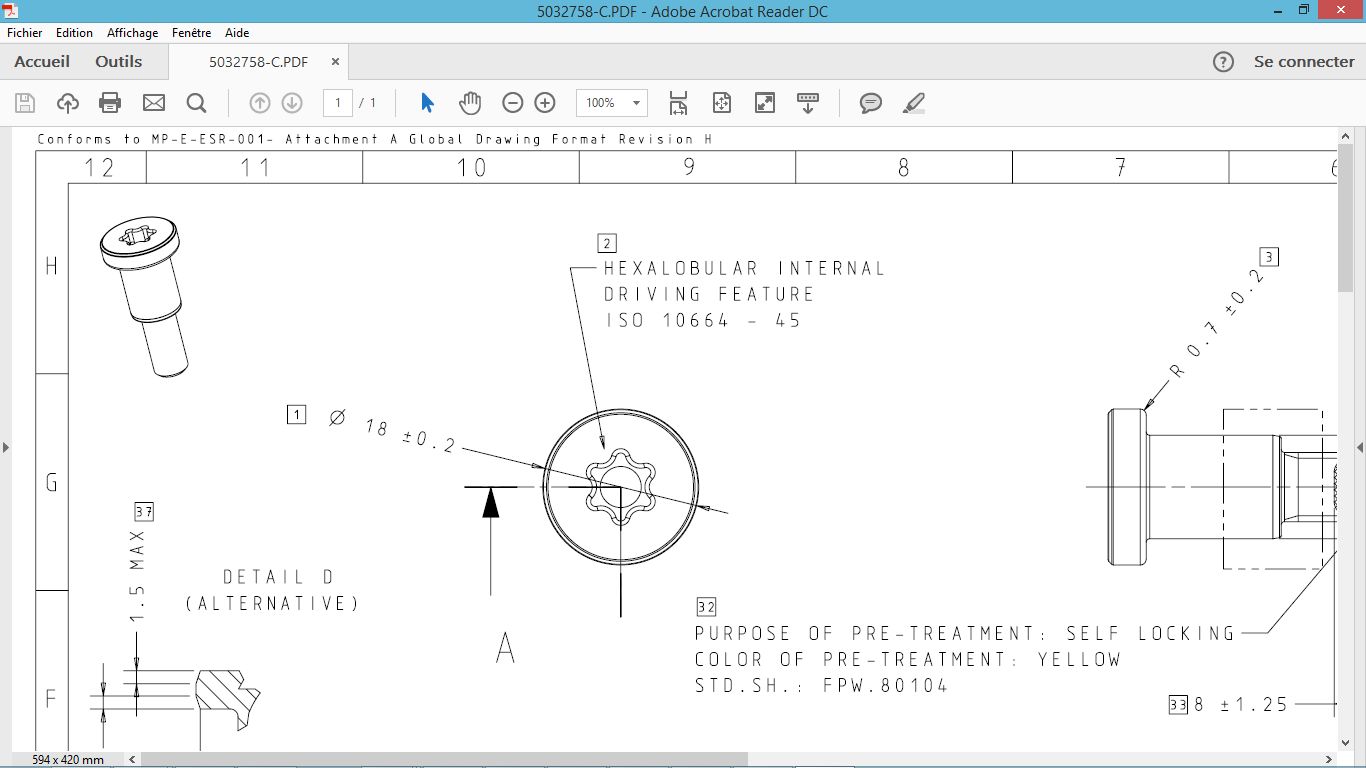 5032758-C.PDF - Adobe Acrobat Reader DC
Fichier Edition Affichage Fenêtre Aide
Accueil Outils 5032758-C.PDF × ? Se connecter
1 / 1 100%
Conforms to MP-E-ESR-001- Attachment A Global Drawing Format Revision H
12 11 10 9 8 7 6
H
G
F
2
HEXALOBULAR INTERNAL
DRIVING FEATURE
ISO 10664 - 45
3
R 0.7 ±0.2
1 Ø 18 ±0.2
37
1.5 MAX
DETAIL D
(ALTERNATIVE)
A
32
PURPOSE OF PRE-TREATMENT: SELF LOCKING
COLOR OF PRE-TREATMENT: YELLOW
STD.SH.: FPW.80104
33 8 ±1.25
594 x 420 mm